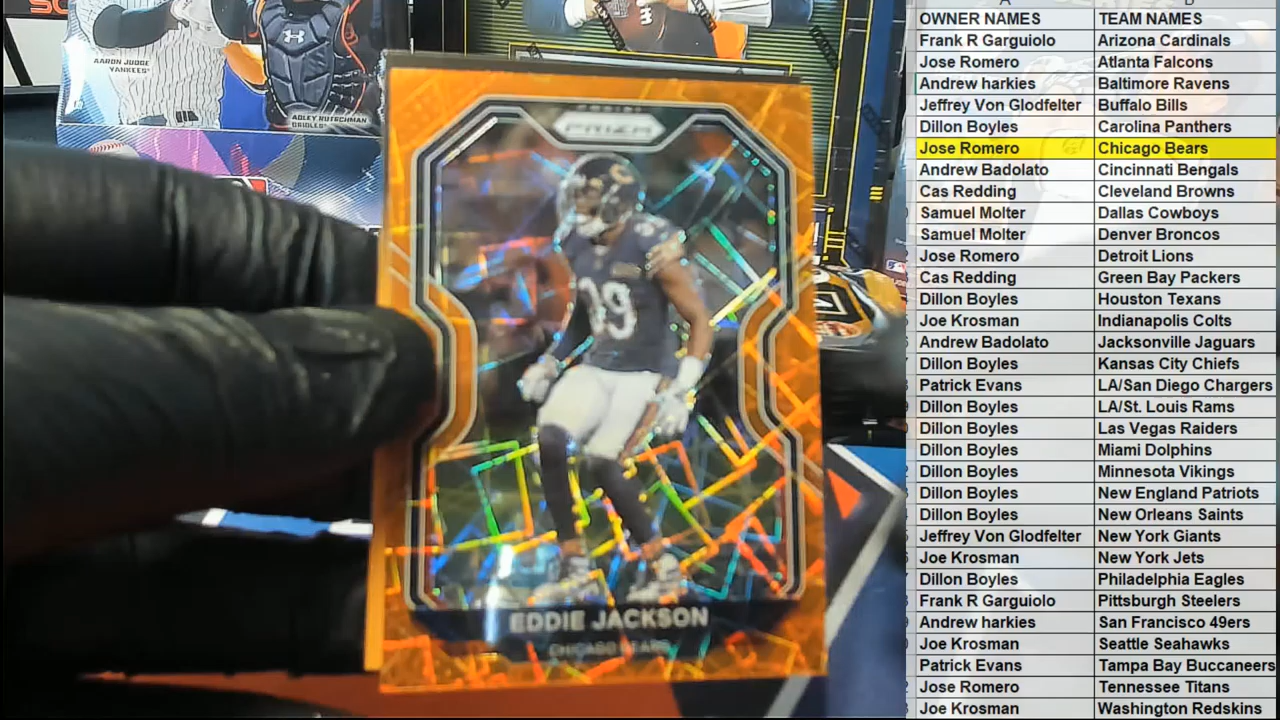 AARON JUDGE
YANKEES
ADLEY RUTSCHMAN
ORIOLES
PANINI
PRIZM
39
EDDIE JACKSON
CHICAGO BEARS
OWNER NAMES TEAM NAMES
Frank R Garguiolo Arizona Cardinals
Jose Romero Atlanta Falcons
Andrew harkies Baltimore Ravens
Jeffrey Von Glodfelter Buffalo Bills
Dillon Boyles Carolina Panthers
Jose Romero Chicago Bears
Andrew Badolato Cincinnati Bengals
Cas Redding Cleveland Browns
Samuel Molter Dallas Cowboys
Samuel Molter Denver Broncos
Jose Romero Detroit Lions
Cas Redding Green Bay Packers
Dillon Boyles Houston Texans
Joe Krosman Indianapolis Colts
Andrew Badolato Jacksonville Jaguars
Dillon Boyles Kansas City Chiefs
Patrick Evans LA/San Diego Chargers
Dillon Boyles LA/St. Louis Rams
Dillon Boyles Las Vegas Raiders
Dillon Boyles Miami Dolphins
Dillon Boyles Minnesota Vikings
Dillon Boyles New England Patriots
Dillon Boyles New Orleans Saints
Jeffrey Von Glodfelter New York Giants
Joe Krosman New York Jets
Dillon Boyles Philadelphia Eagles
Frank R Garguiolo Pittsburgh Steelers
Andrew harkies San Francisco 49ers
Joe Krosman Seattle Seahawks
Patrick Evans Tampa Bay Buccaneers
Jose Romero Tennessee Titans
Joe Krosman Washington Redskins